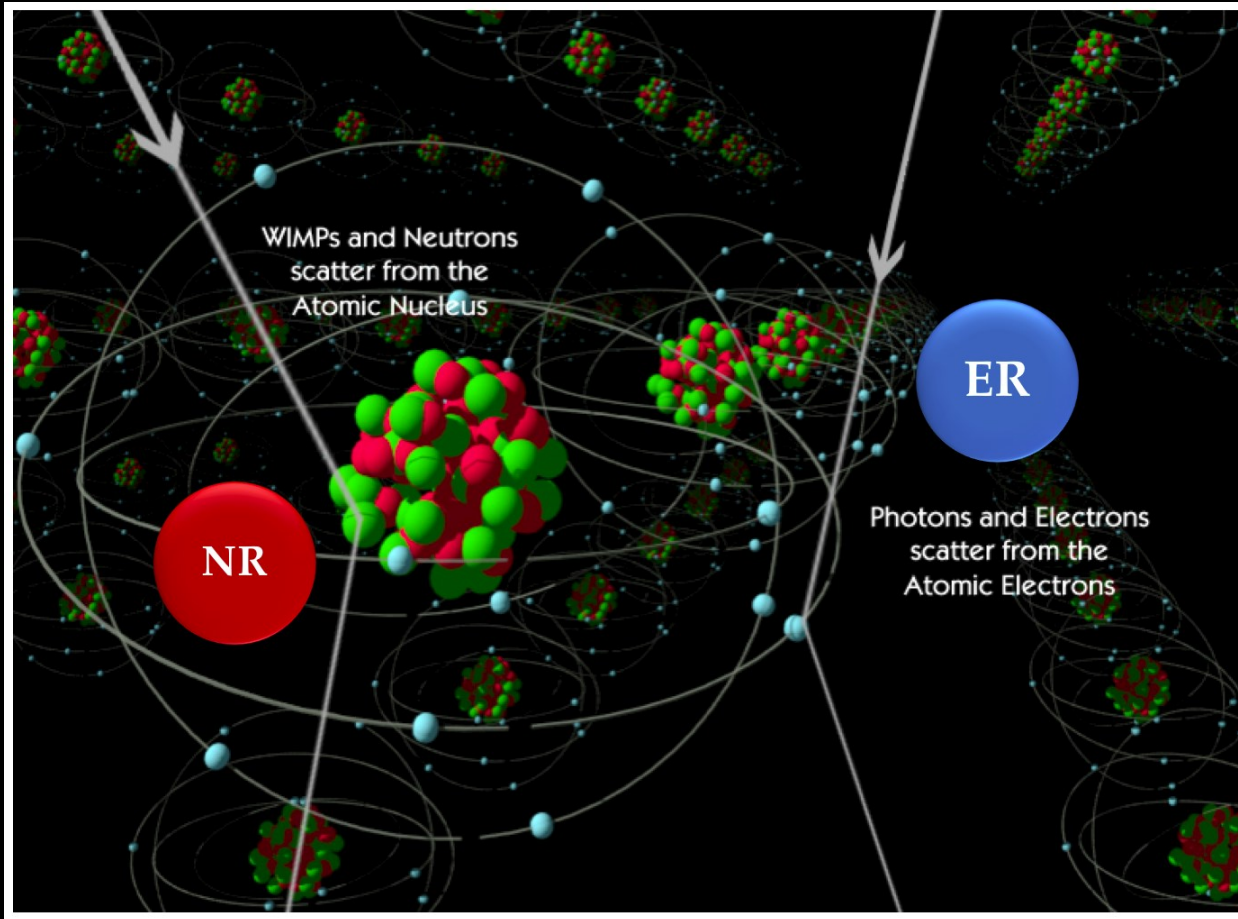 WIMPs and Neutrons
scatter from the
Atomic Nucleus
NR
ER
Photons and Electrons
scatter from the
Atomic Electrons